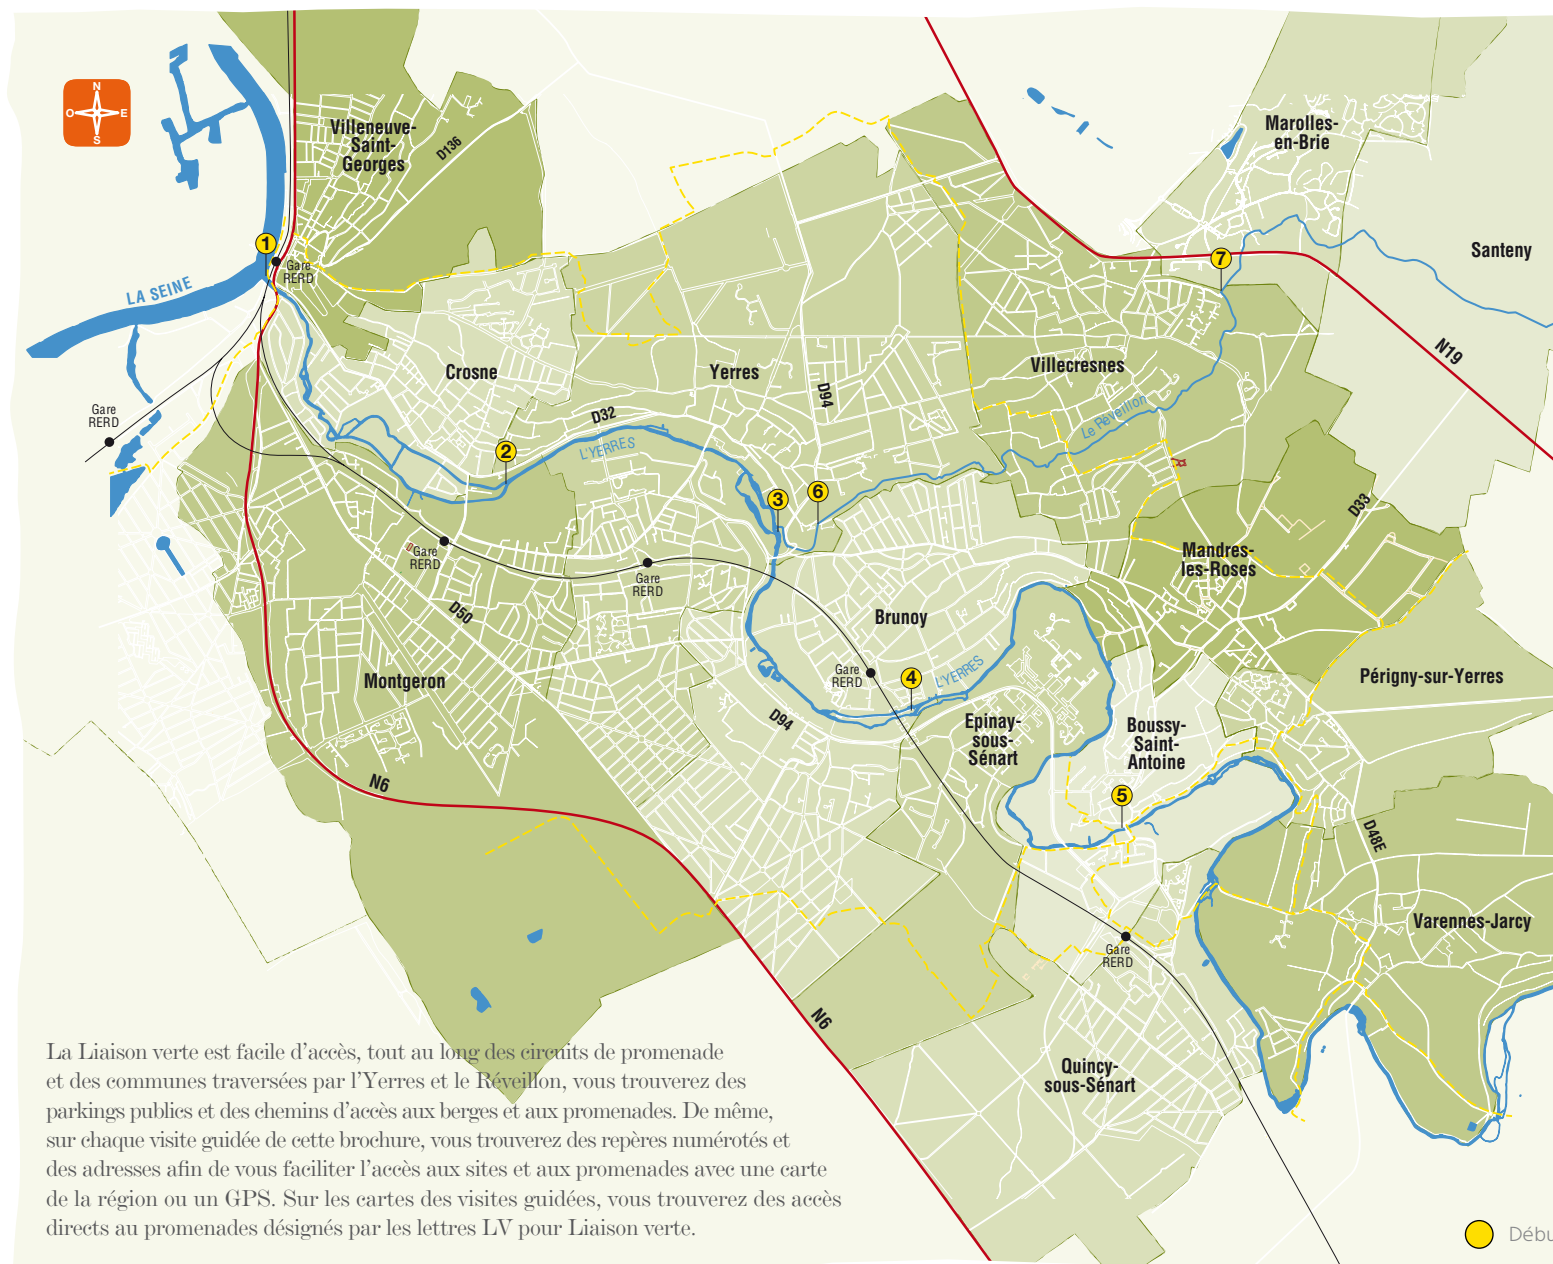 N
O E
S
Villeneuve-
Saint-
Georges
D136
Marolles-
en-Brie
1
Gare
RERD
LA SEINE
7
Santeny
N19
Crosne
Yerres
D94
Villecresnes
Gare
RERD
D32
Le Réveillon
2
L'YERRES
3
6
D33
Gare
RERD
Gare
RERD
Mandres-
les-Roses
D50
Brunoy
Montgeron
Gare
RERD
4
L'YERRES
Périgny-sur-Yerres
D94
Epinay-
sous-
Sénart
Boussy-
Saint-
Antoine
N6
5
D48E
Varennes-Jarcy
Gare
RERD
N6
Quincy-
sous-Sénart
La Liaison verte est facile d'accès, tout au long des circuits de promenade
et des communes traversées par l'Yerres et le Réveillon, vous trouverez des
parkings publics et des chemins d'accès aux berges et aux promenades. De même,
sur chaque visite guidée de cette brochure, vous trouverez des repères numérotés et
des adresses afin de vous faciliter l'accès aux sites et aux promenades avec une carte
de la région ou un GPS. Sur les cartes des visites guidées, vous trouverez des accès
directs au promenades désignés par les lettres LV pour Liaison verte.
Débu